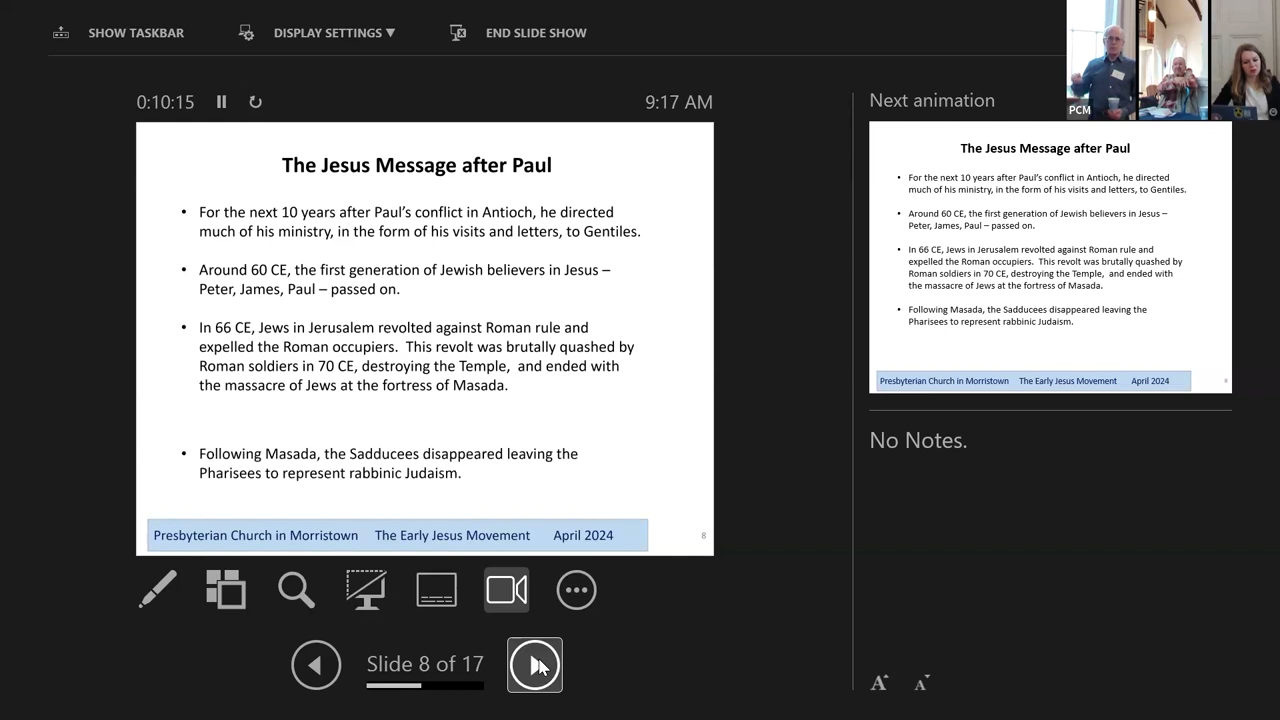 SHOW TASKBAR
DISPLAY SETTINGS ▼
END SLIDE SHOW
PCM
0:10:15
9:17 AM
The Jesus Message after Paul
• For the next 10 years after Paul's conflict in Antioch, he directed
much of his ministry, in the form of his visits and letters, to Gentiles.
• Around 60 CE, the first generation of Jewish believers in Jesus –
Peter, James, Paul – passed on.
• In 66 CE, Jews in Jerusalem revolted against Roman rule and
expelled the Roman occupiers.  This revolt was brutally quashed by
Roman soldiers in 70 CE, destroying the Temple,  and ended with
the massacre of Jews at the fortress of Masada.
• Following Masada, the Sadducees disappeared leaving the
Pharisees to represent rabbinic Judaism.
Presbyterian Church in Morristown    The Early Jesus Movement    April 2024
8
Slide 8 of 17
Next animation
The Jesus Message after Paul
• For the next 10 years after Paul's conflict in Antioch, he directed
much of his ministry, in the form of his visits and letters, to Gentiles.
• Around 60 CE, the first generation of Jewish believers in Jesus –
Peter, James, Paul – passed on.
• In 66 CE, Jews in Jerusalem revolted against Roman rule and
expelled the Roman occupiers.  This revolt was brutally quashed by
Roman soldiers in 70 CE, destroying the Temple,  and ended with
the massacre of Jews at the fortress of Masada.
• Following Masada, the Sadducees disappeared leaving the
Pharisees to represent rabbinic Judaism.
Presbyterian Church in Morristown    The Early Jesus Movement    April 2024
8
No Notes.
A A